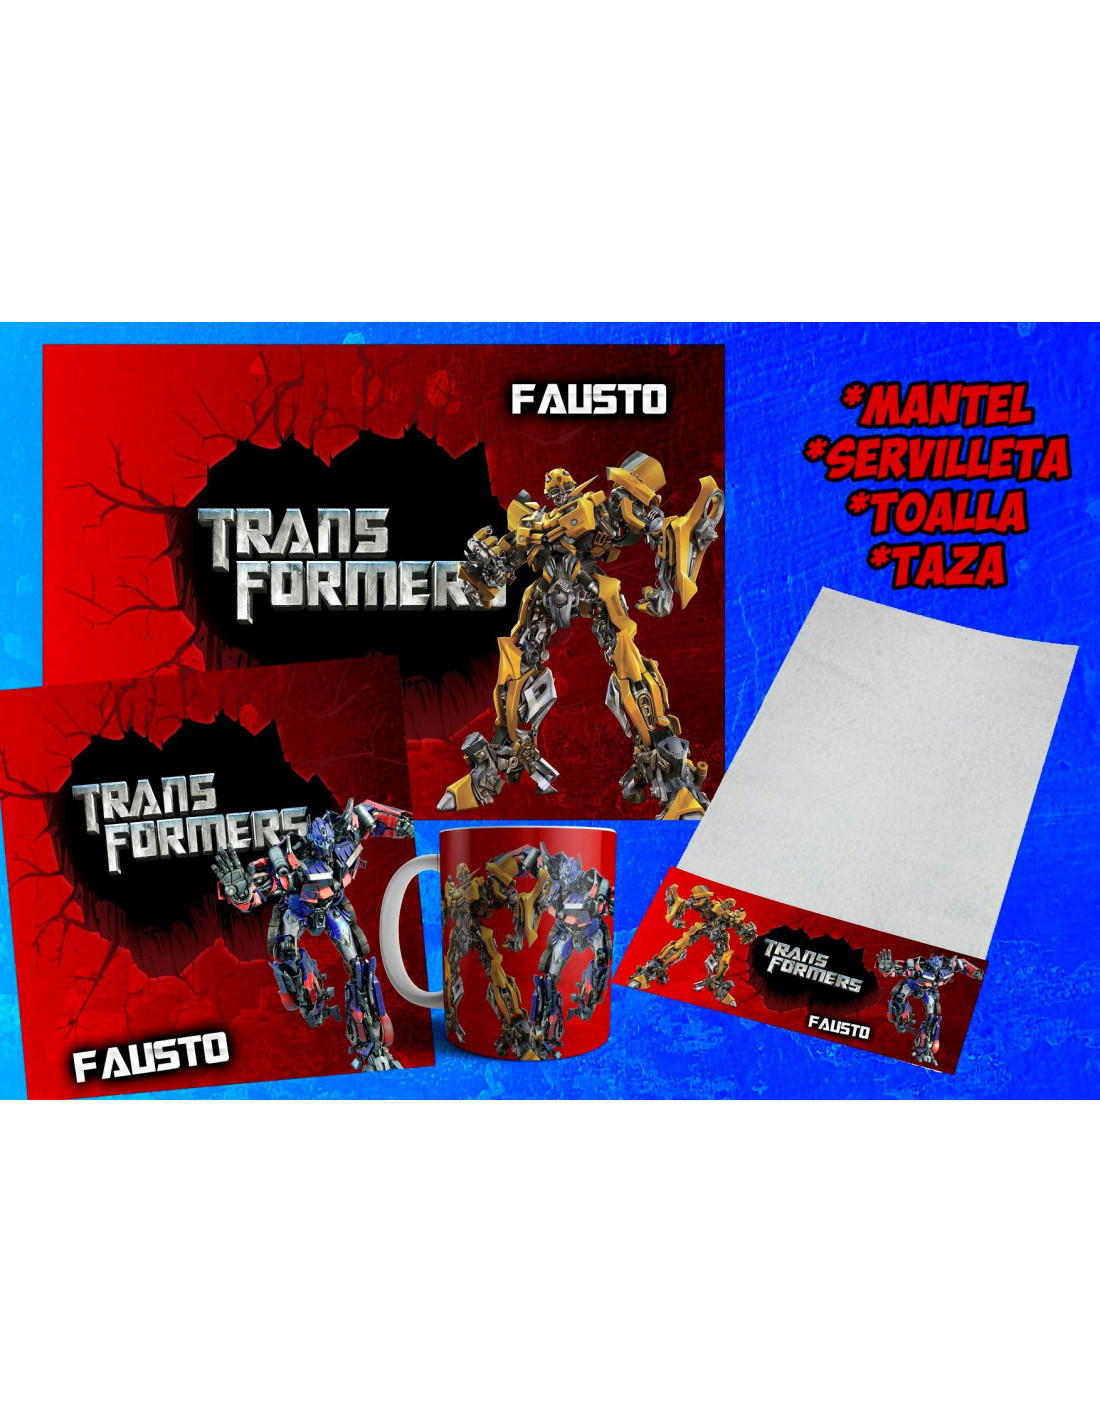 FAUSTO
TRANS
FORMERS
*MANTEL
*SERVILLETA
*TOALLA
*TAZA
TRANS
FORMERS
FAUSTO
TRANS
FORMERS
FAUSTO